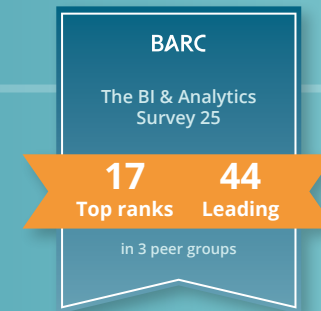 BARC
The BI & Analytics
Survey 25
17 44
Top ranks Leading
in 3 peer groups